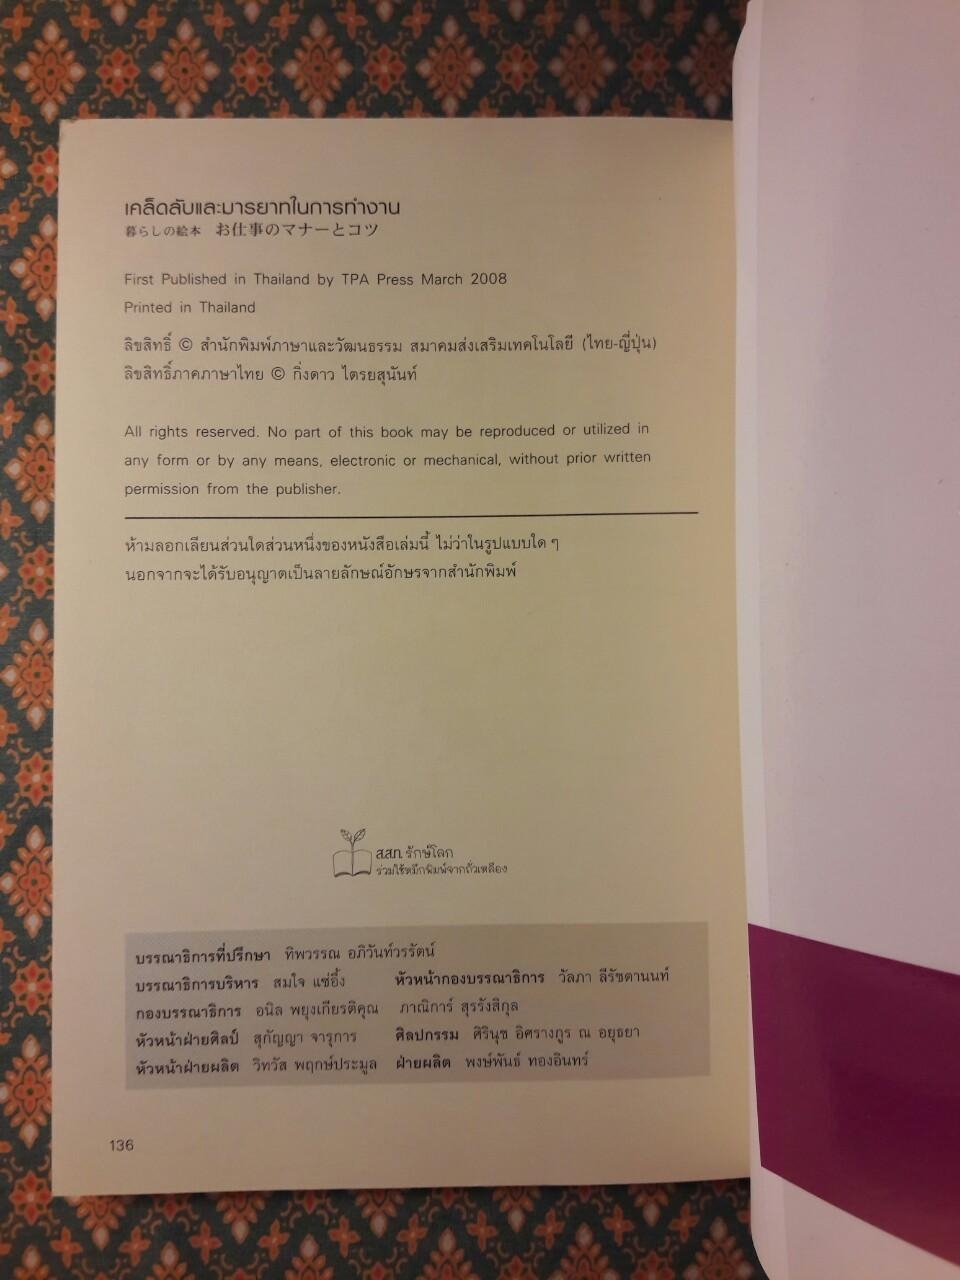 เคล็ดลับและมารยาทในการทำงาน
暮らしの絵本 お仕事のマナーとコツ
First Published in Thailand by TPA Press March 2008
Printed in Thailand
ลิขสิทธิ์ © สำนักพิมพ์ภาษาและวัฒนธรรม สมาคมส่งเสริมเทคโนโลยี (ไทย-ญี่ปุ่น)
ลิขสิทธิ์ภาคภาษาไทย © กิ่งดาว ไตรยสุนันท์
All rights reserved. No part of this book may be reproduced or utilized in
any form or by any means, electronic or mechanical, without prior written
permission from the publisher.
ห้ามลอกเลียนส่วนใดส่วนหนึ่งของหนังสือเล่มนี้ ไม่ว่าในรูปแบบใด ๆ
นอกจากจะได้รับอนุญาตเป็นลายลักษณ์อักษรจากสำนักพิมพ์
ส.ส.ท. รักษ์โลก
ร่วมใช้หมึกพิมพ์จากถั่วเหลือง
บรรณาธิการที่ปรึกษา ทิพวรรณ อภิวันท์วรรัตน์
บรรณาธิการบริหาร สมใจ แซ่อึ้ง หัวหน้ากองบรรณาธิการ วัลภา ลีรัชตานนท์
กองบรรณาธิการ อนิล พยุงเกียรติคุณ ภาณิการ์ สุรรังสิกุล
หัวหน้าฝ่ายศิลป์ สุกัญญา จารุการ ศิลปกรรม ศิรินุช อิศรางกูร ณ อยุธยา
หัวหน้าฝ่ายผลิต วิทวัส พฤกษ์ประมูล ฝ่ายผลิต พงษ์พันธ์ ทองอินทร์
136